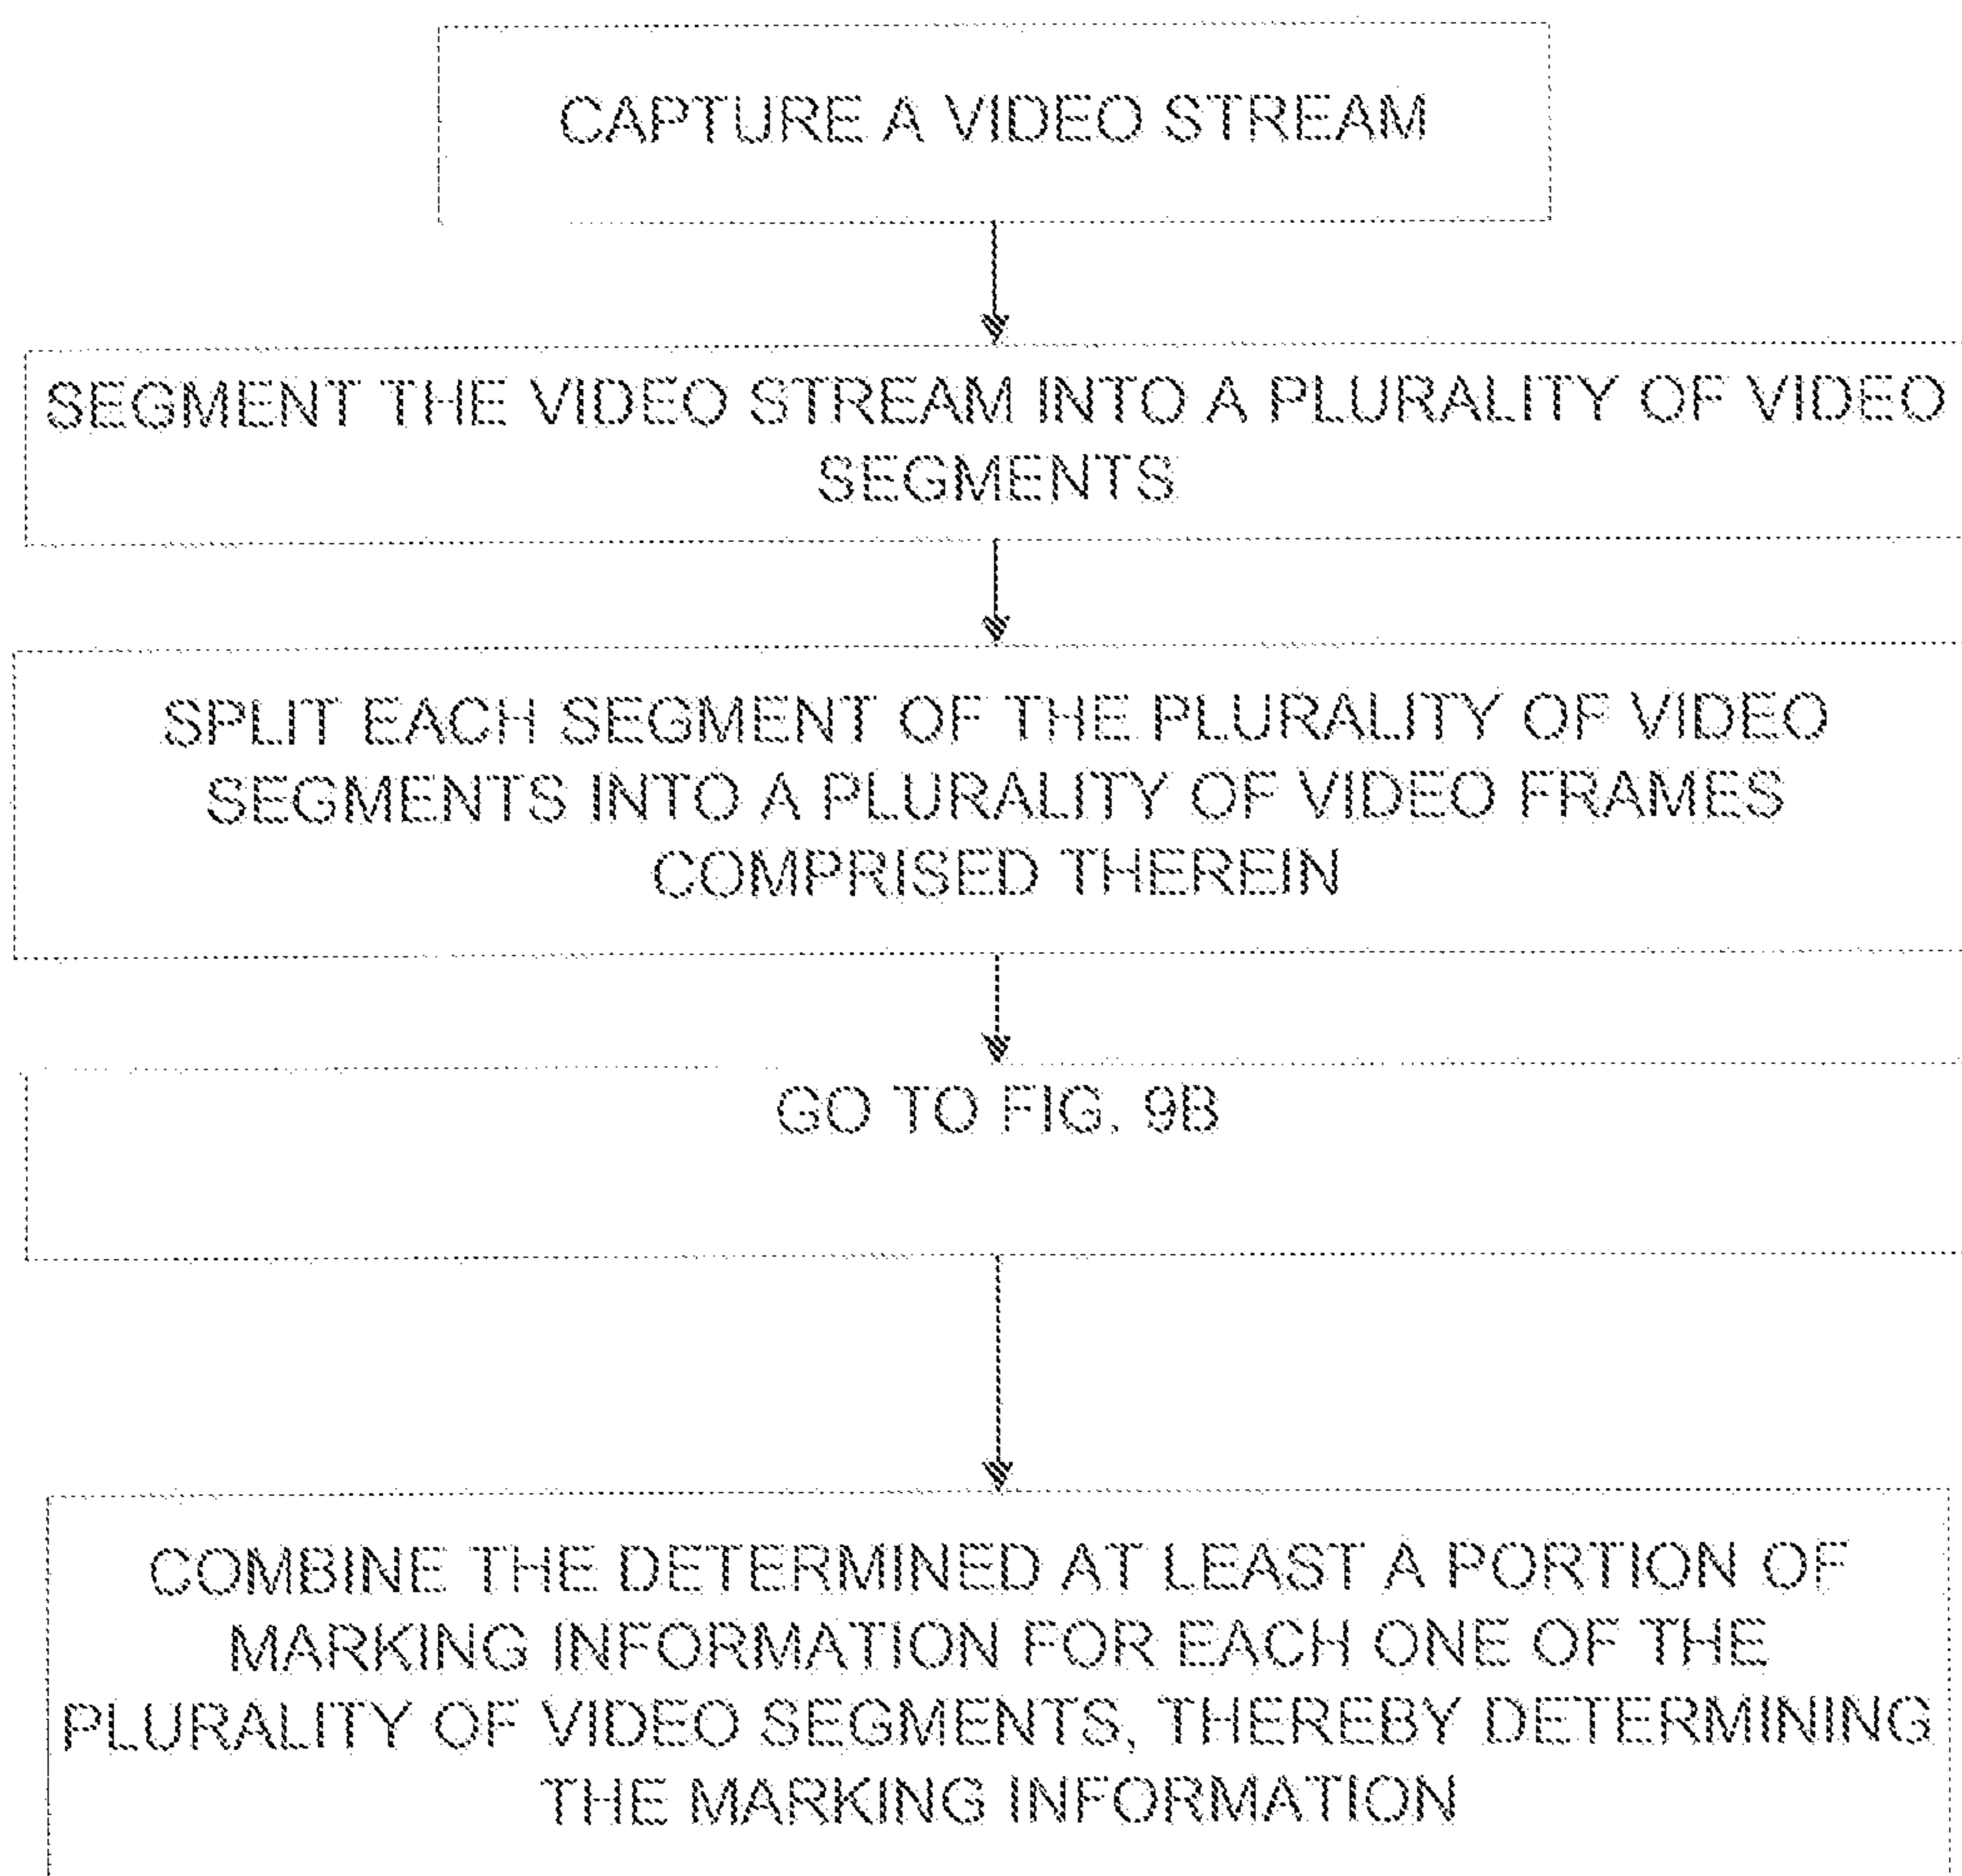 CAPTURE A VIDEO STREAM
SEGMENT THE VIDEO STREAM INTO A PLURALITY OF VIDEO
SEGMENTS
SPLIT EACH SEGMENT OF THE PLURALITY OF VIDEO
SEGMENTS INTO A PLURALITY OF VIDEO FRAMES
COMPRISED THEREIN
GO TO FIG. 9B
COMBINE THE DETERMINED AT LEAST A PORTION OF
MARKING INFORMATION FOR EACH ONE OF THE
PLURALITY OF VIDEO SEGMENTS, THEREBY DETERMINING
THE MARKING INFORMATION